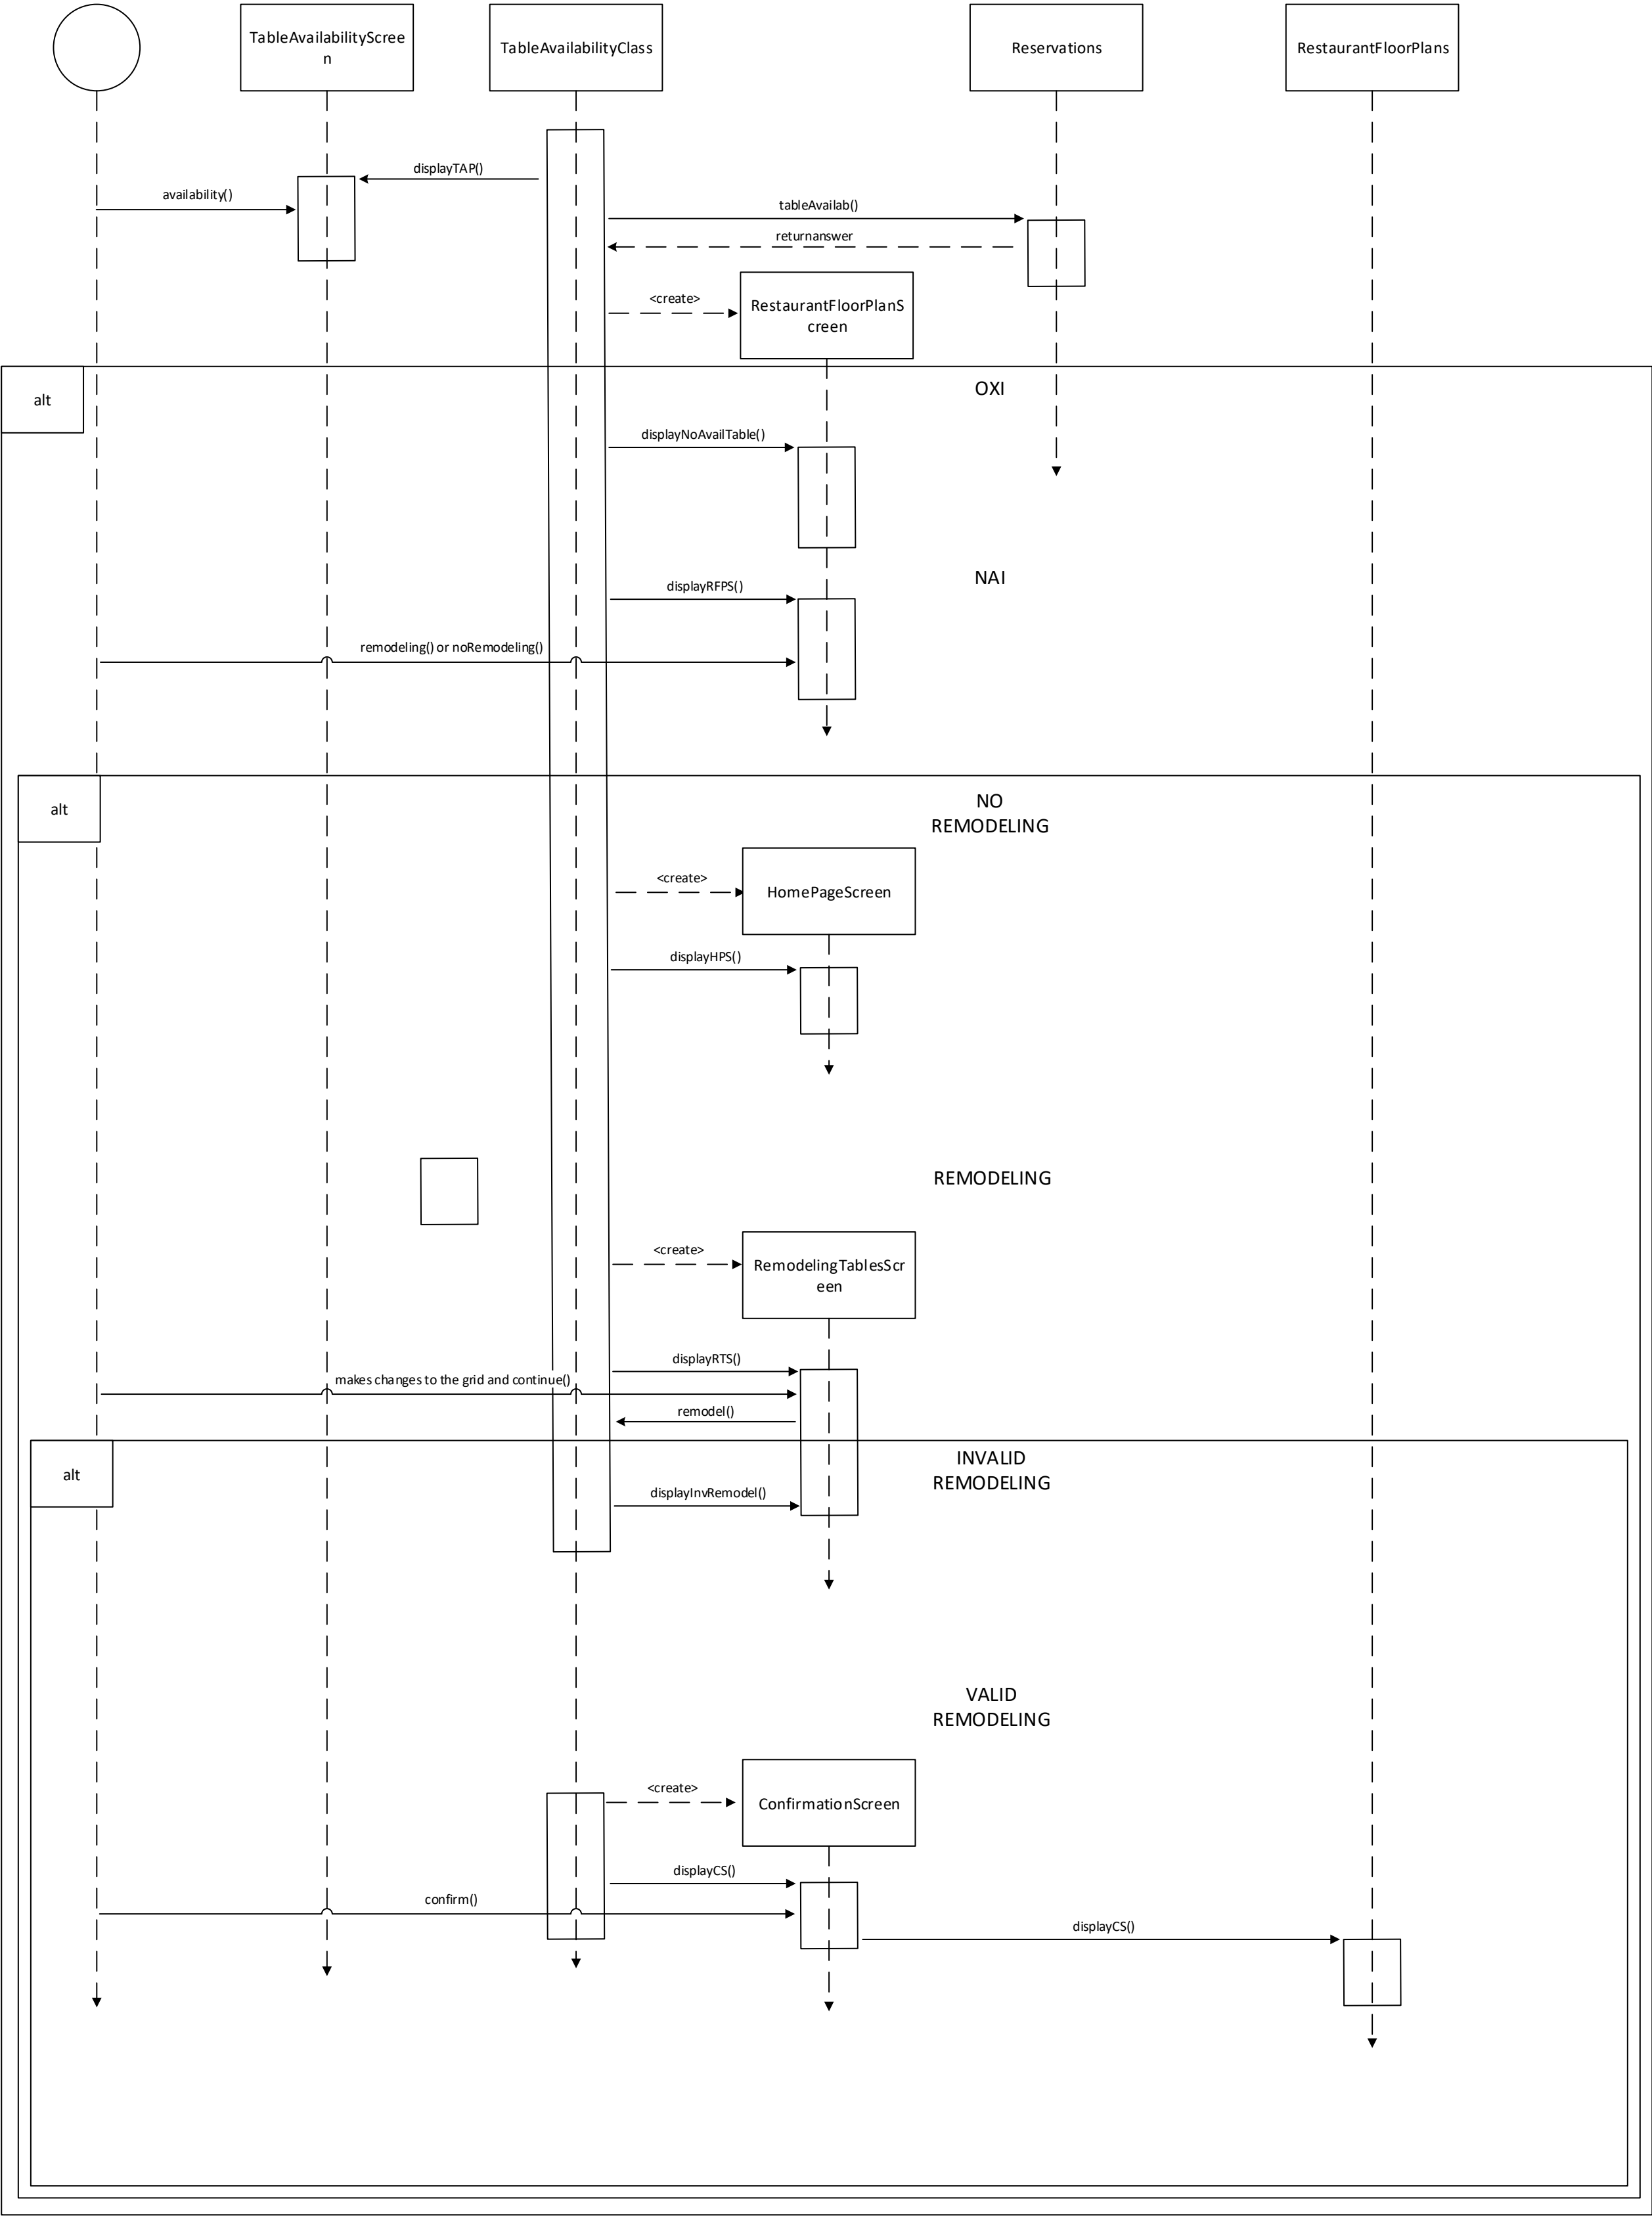 TableAvailabilityScree
n
TableAvailabilityClass
Reservations
RestaurantFloorPlans
displayTAP()
availability()
tableAvailab()
returnanswer
<create>
RestaurantFloorPlanS
creen
alt
OXI
displayNoAvailTable()
NAI
displayRFPS()
remodeling() or noRemodeling()
alt
NO
REMODELING
<create>
HomePageScreen
displayHPS()
REMODELING
<create>
RemodelingTablesScr
een
displayRTS()
makes changes to the grid and continue()
remodel()
alt
INVALID
REMODELING
displayInvRemodel()
VALID
REMODELING
<create>
ConfirmationScreen
displayCS()
confirm()
displayCS()